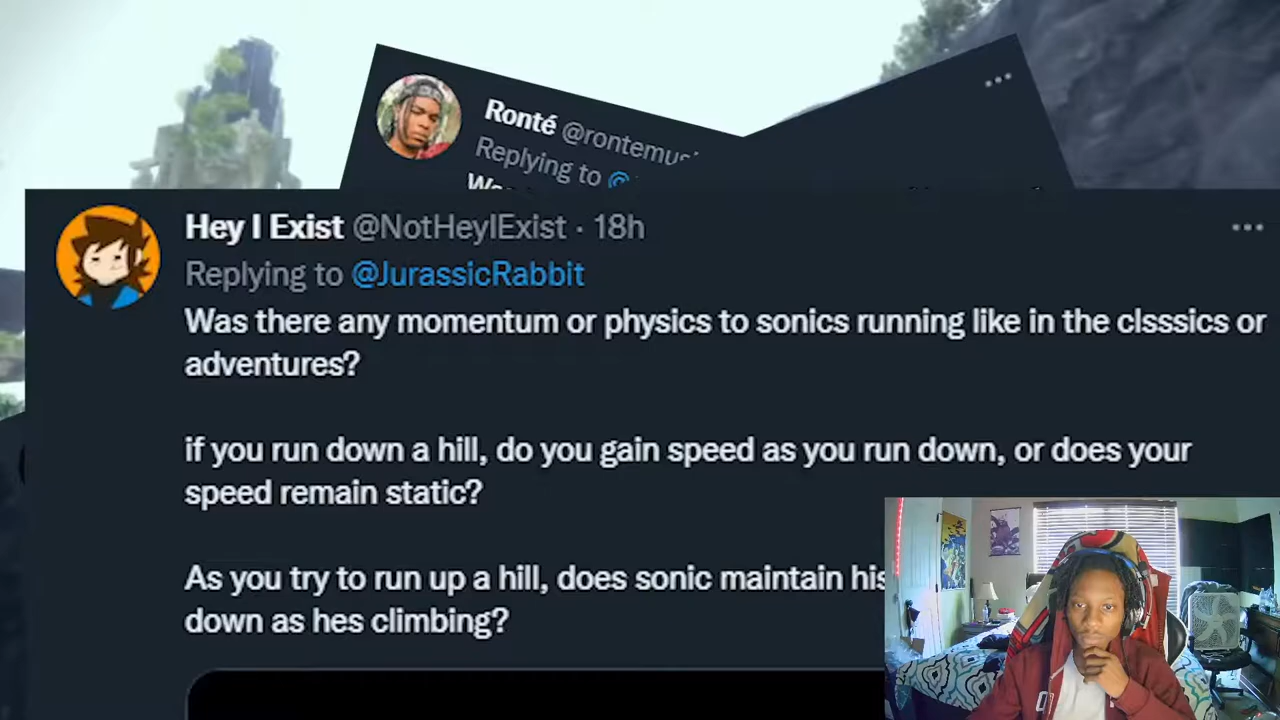 Ronté
Replying to @
Hey I Exist @NotHeyIExist · 18h
Replying to @JurassicRabbit
Was there any momentum or physics to sonics running like in the clsssics or
adventures?
if you run down a hill, do you gain speed as you run down, or does your
speed remain static?
As you try to run up a hill, does sonic maintain his
down as hes climbing?